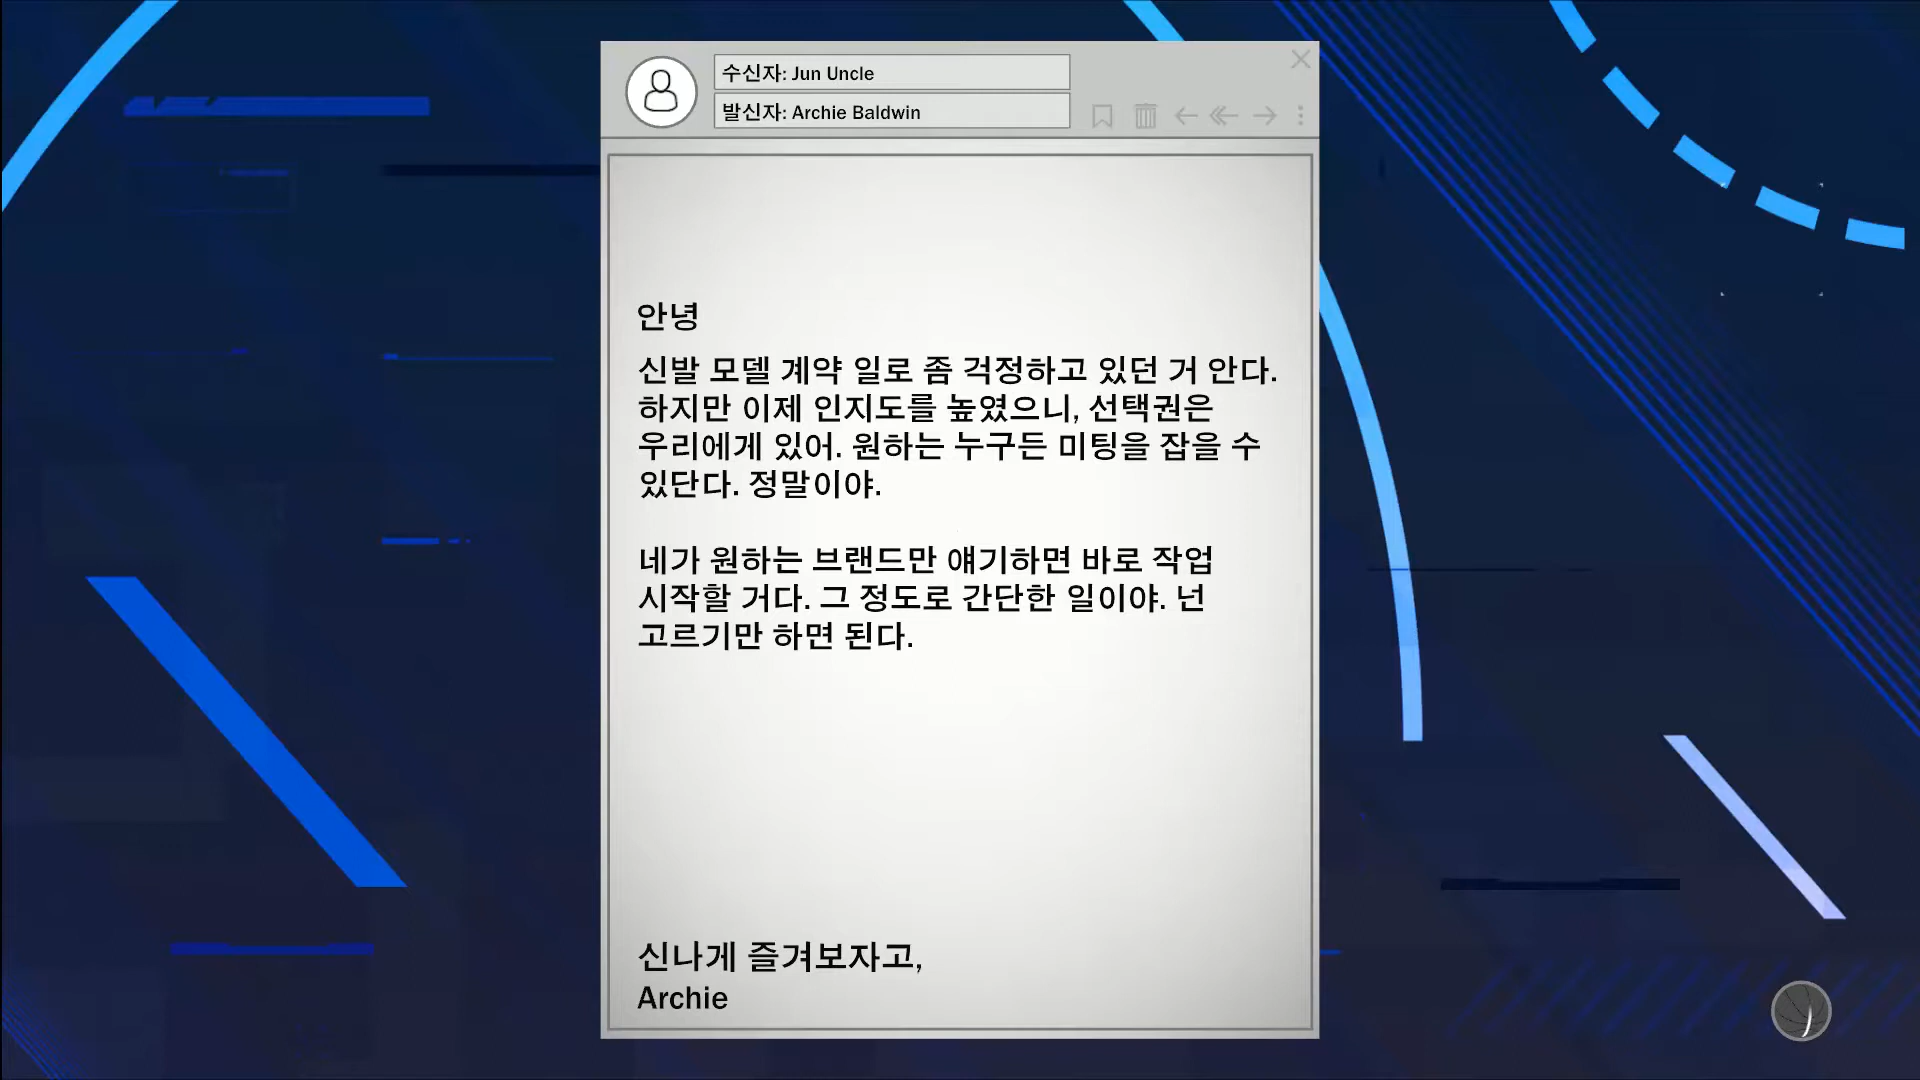 수신자: Jun Uncle
발신자: Archie Baldwin
안녕
신발 모델 계약 일로 좀 걱정하고 있던 거 안다.
하지만 이제 인지도를 높였으니, 선택권은
우리에게 있어. 원하는 누구든 미팅을 잡을 수
있단다. 정말이야.
네가 원하는 브랜드만 얘기하면 바로 작업
시작할 거다. 그 정도로 간단한 일이야. 넌
고르기만 하면 된다.
신나게 즐겨보자고,
Archie